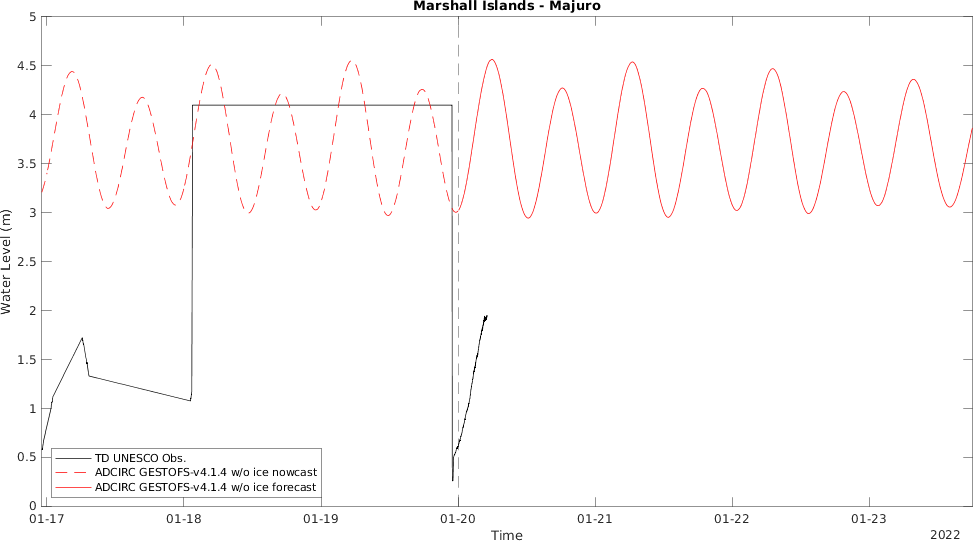 Marshall Islands - Majuro
Water Level (m)
5
4.5
4
3.5
3
2.5
2
1.5
1
0.5
0
TD UNESCO Obs.
ADCIRC GESTOFS-v4.1.4 w/o ice nowcast
ADCIRC GESTOFS-v4.1.4 w/o ice forecast
01-17 01-18 01-19 01-20 01-21 01-22 01-23
Time
2022